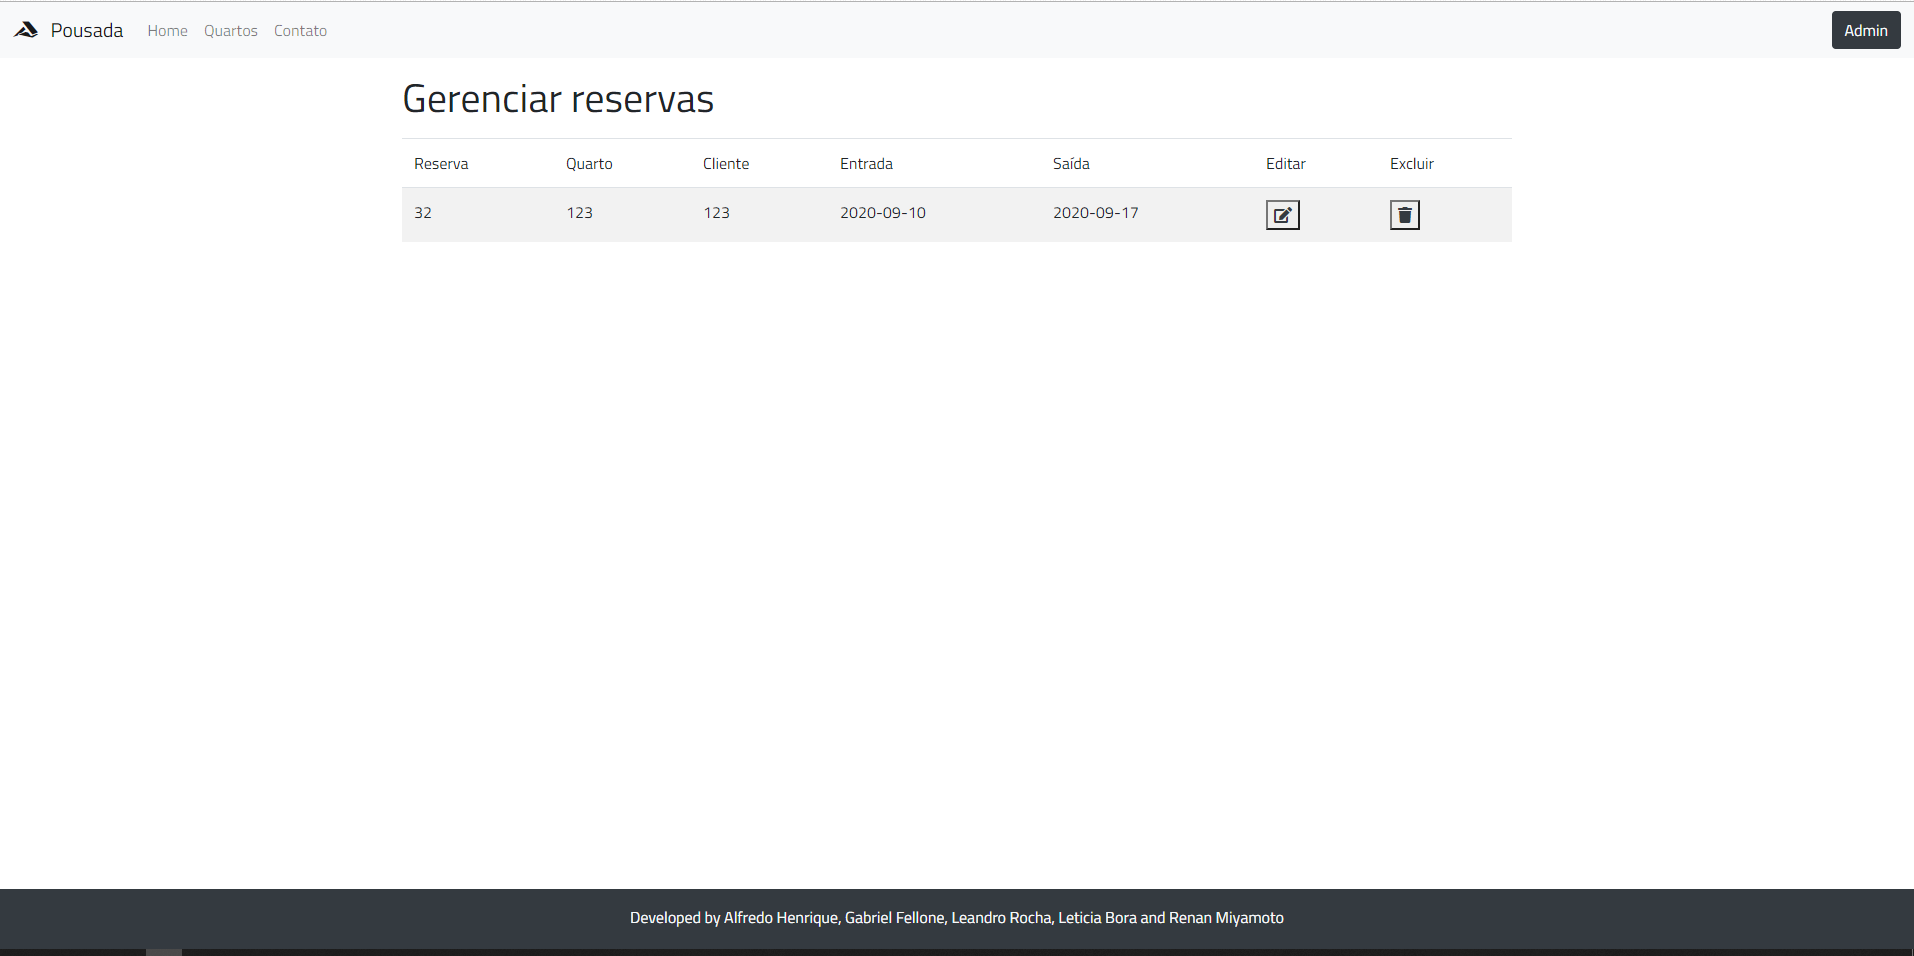 Pousada Home Quartos Contato Admin
Gerenciar reservas
Reserva Quarto Cliente Entrada Saída Editar Excluir
32 123 123 2020-09-10 2020-09-17
Developed by Alfredo Henrique, Gabriel Fellone, Leandro Rocha, Leticia Bora and Renan Miyamoto